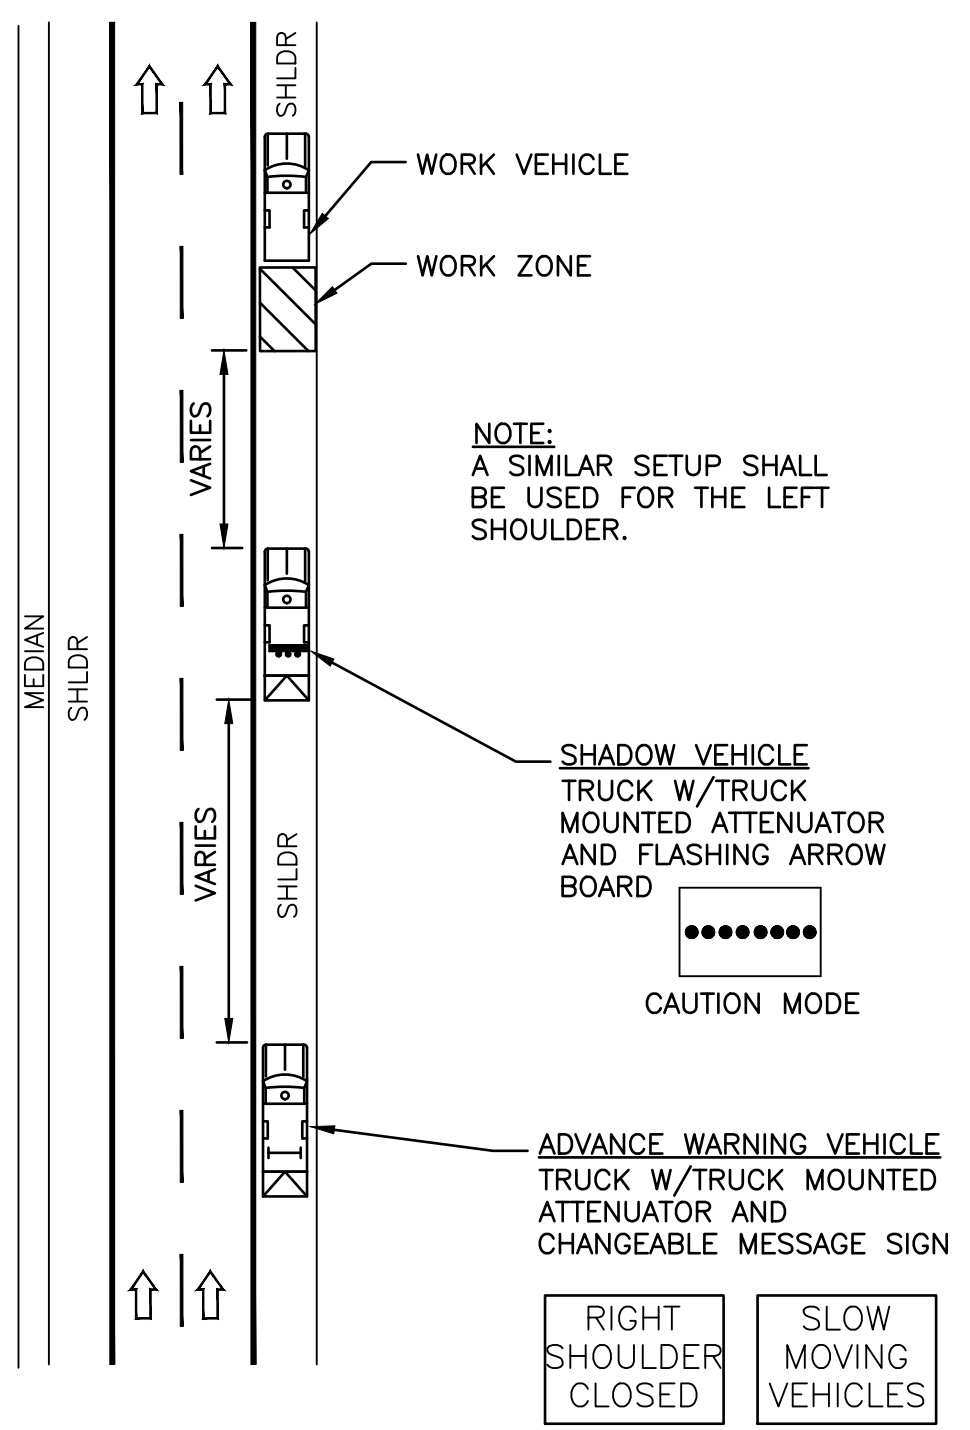 SHLDR
WORK VEHICLE
WORK ZONE
VARIES
NOTE:
A SIMILAR SETUP SHALL
BE USED FOR THE LEFT
SHOULDER.
MEDIAN
SHLDR
SHADOW VEHICLE
TRUCK W/TRUCK
MOUNTED ATTENUATOR
AND FLASHING ARROW
BOARD
VARIES
SHLDR
CAUTION MODE
ADVANCE WARNING VEHICLE
TRUCK W/TRUCK MOUNTED
ATTENUATOR AND
CHANGEABLE MESSAGE SIGN
RIGHT
SHOULDER
CLOSED
SLOW
MOVING
VEHICLES